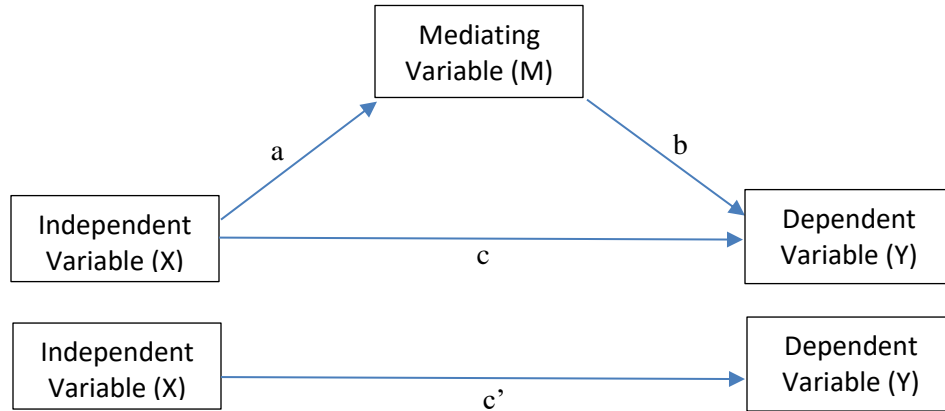 Mediating
Variable (M)
a
b
Independent
Variable (X)
c
Dependent
Variable (Y)
Independent
Variable (X)
c’
Dependent
Variable (Y)